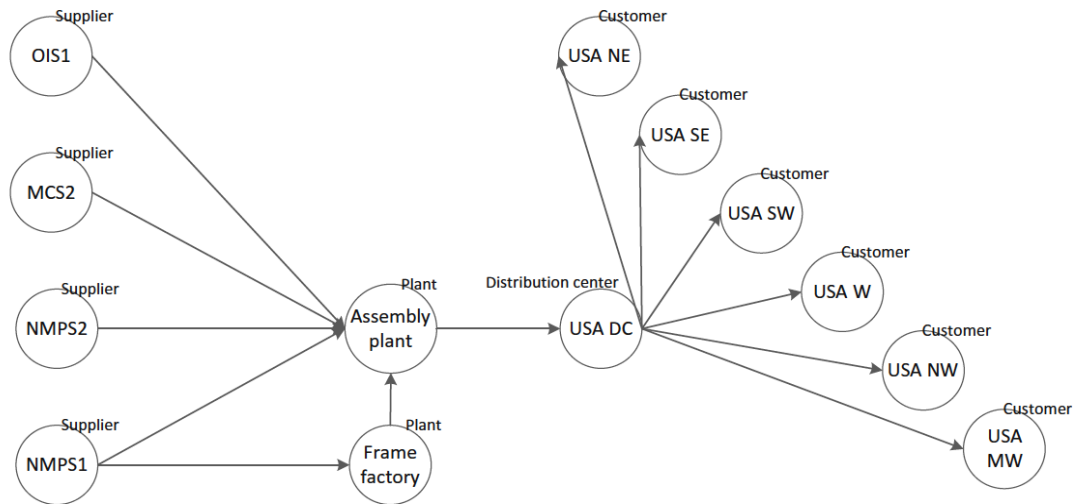 Supplier
OIS1
Supplier
MCS2
Supplier
NMPS2
Supplier
NMPS1
Plant
Assembly
plant
Plant
Frame
factory
Distribution center
USA DC
Customer
USA NE
Customer
USA SE
Customer
USA SW
Customer
USA W
Customer
USA NW
Customer
USA
MW